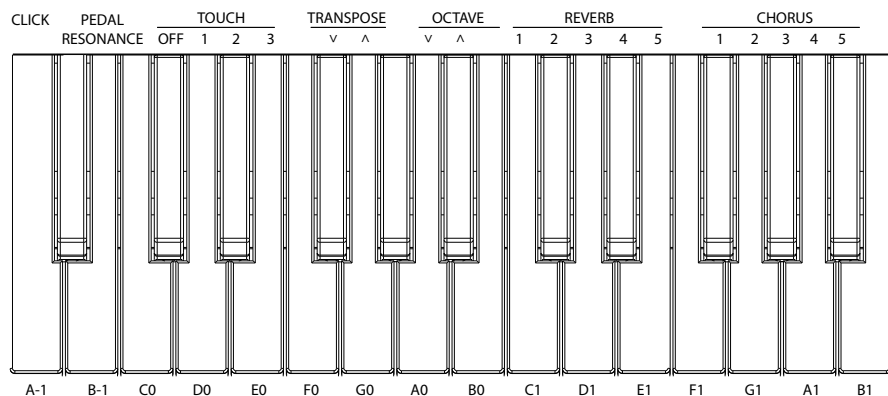 CLICK PEDAL TOUCH TRANSPOSE OCTAVE REVERB CHORUS
RESONANCE OFF 1 2 3 ˅ ˄ ˅ ˄ 1 2 3 4 5 1 2 3 4 5
A-1 B-1 C0 D0 E0 F0 G0 A0 B0 C1 D1 E1 F1 G1 A1 B1